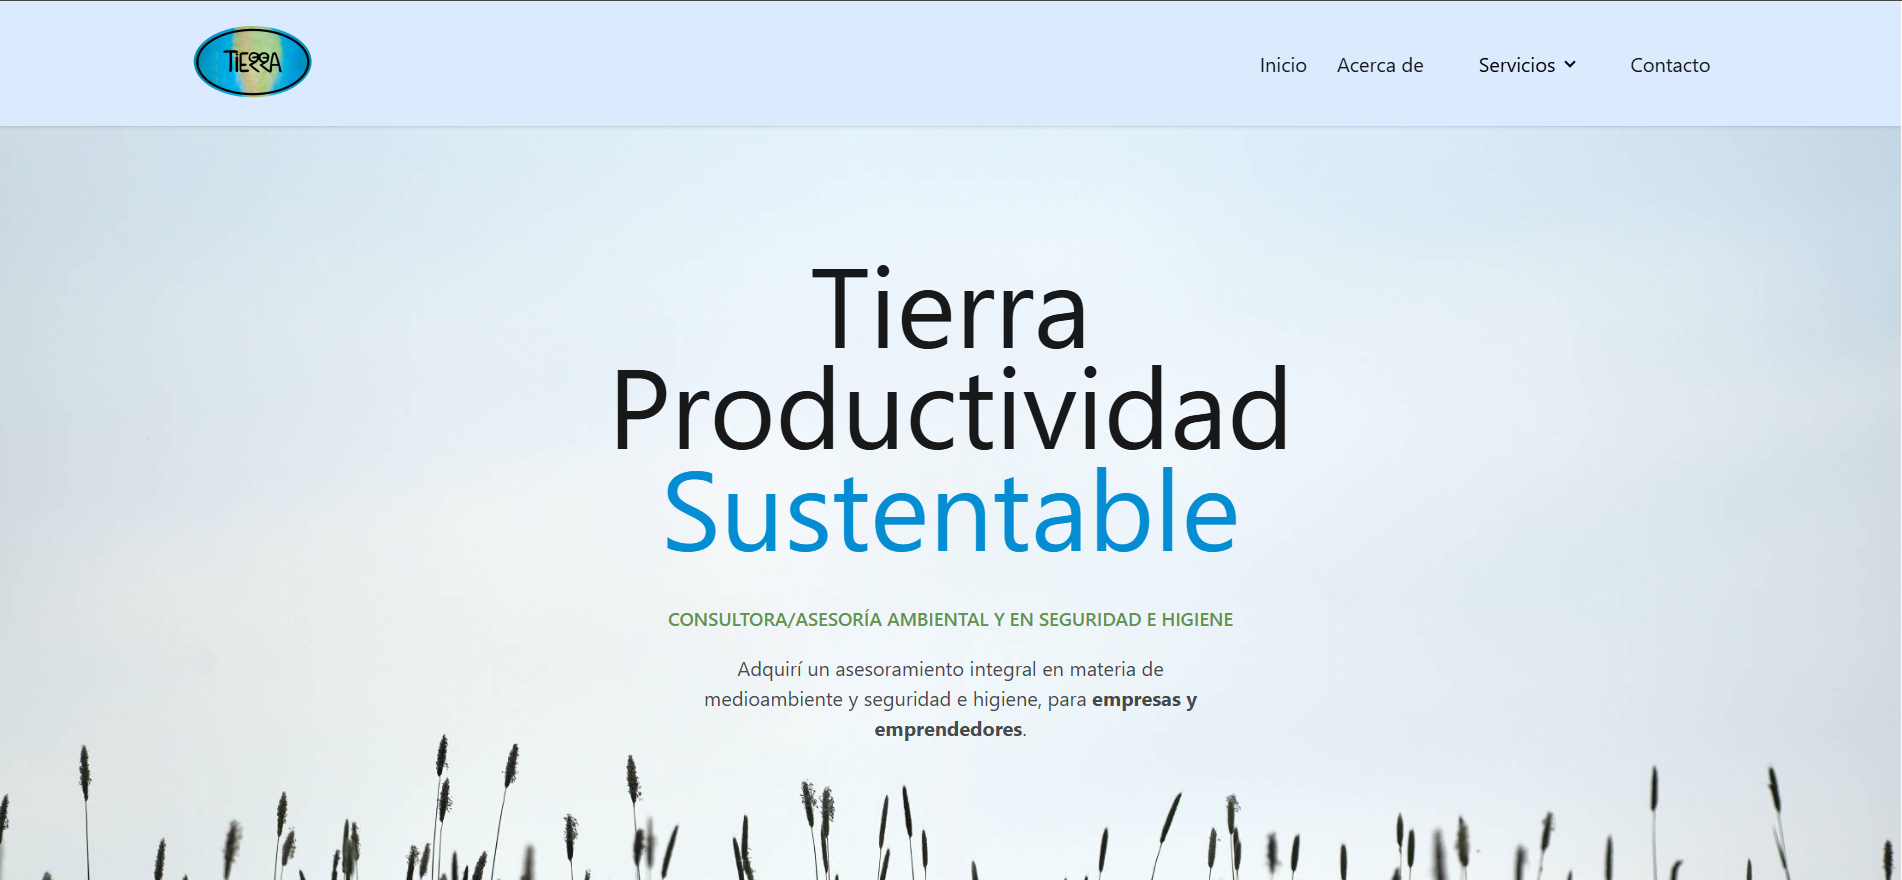 TiERRA
Inicio
Acerca de
Servicios
Contacto
Tierra
Productividad
Sustentable
CONSULTORA/ASESORÍA AMBIENTAL Y EN SEGURIDAD E HIGIENE
Adquirí un asesoramiento integral en materia de
medioambiente y seguridad e higiene, para empresas y
emprendedores.